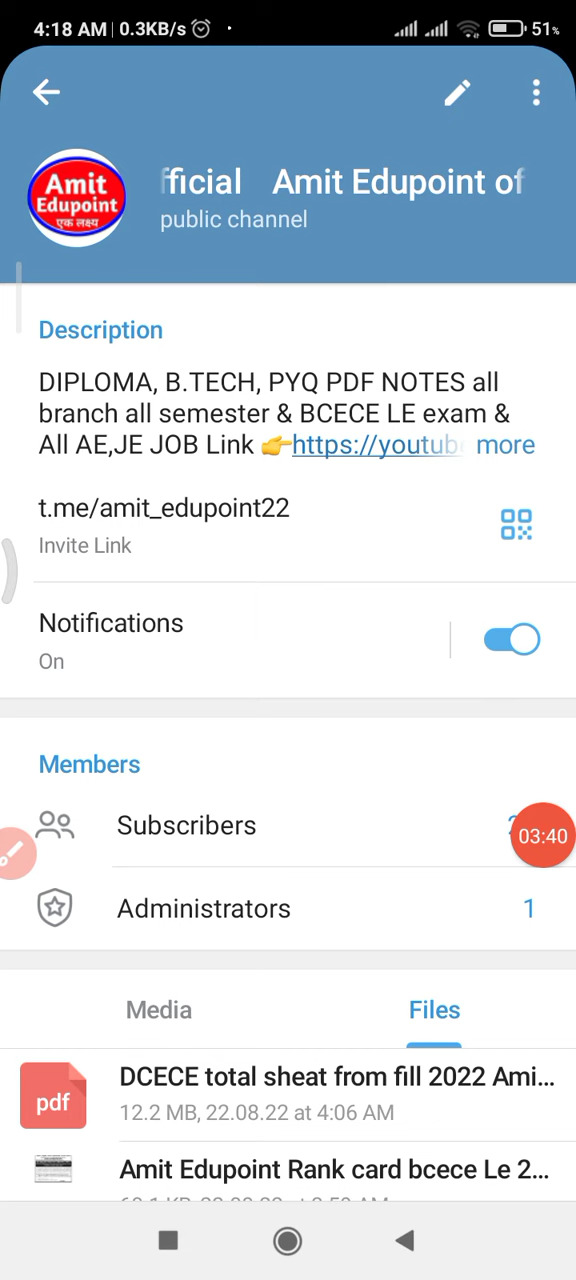 4:18 AM | 0.3KB/s
51%
Amit
Edupoint
एक लक्ष्य
fficial Amit Edupoint of
public channel
Description
DIPLOMA, B.TECH, PYQ PDF NOTES all
branch all semester & BCECE LE exam &
All AE,JE JOB Link 👉https://youtube more
t.me/amit_edupoint22
Invite Link
Notifications
On
Members
Subscribers
03:40
Administrators 1
Media Files
pdf
DCECE total sheat from fill 2022 Ami...
12.2 MB, 22.08.22 at 4:06 AM
Amit Edupoint Rank card bcece Le 2...